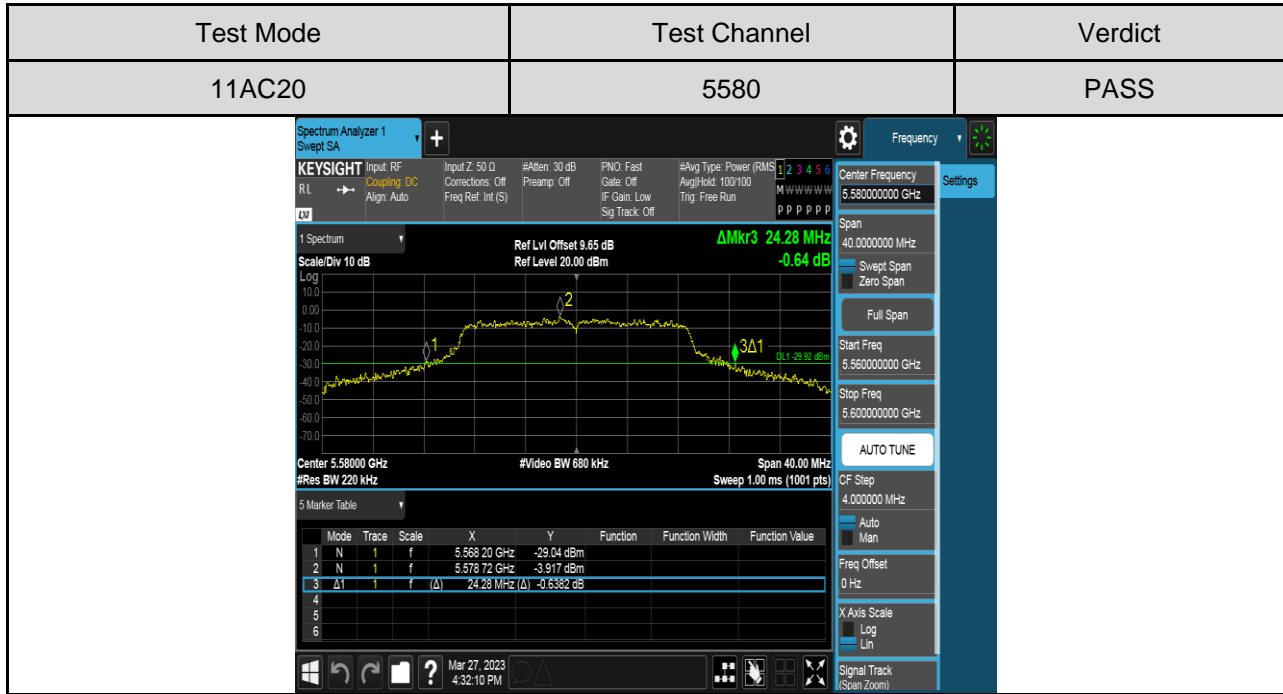 Test Mode Test Channel Verdict
11AC20 5580 PASS
Spectrum Analyzer 1
Swept SA
+
Frequency
KEYSIGHT
RL
LXI
Input: RF
Coupling: DC
Align: Auto
Input Z: 50 Ω
Corrections: Off
Freq Ref: Int (S)
#Atten: 30 dB
Preamp: Off
PNO: Fast
Gate: Off
IF Gain: Low
Sig Track: Off
#Avg Type: Power (RMS
Avg|Hold: 100/100
Trig: Free Run
1 2 3 4 5 6
M W W W W W
P P P P P P
1 Spectrum
Scale/Div 10 dB
Ref Lvl Offset 9.65 dB
Ref Level 20.00 dBm
ΔMkr3 24.28 MHz
-0.64 dB
Log
10.0
0.00
-10.0
-20.0
-30.0
-40.0
-50.0
-60.0
-70.0
1
2
3Δ1
DL1 -29.92 dBm
Center 5.58000 GHz #Video BW 680 kHz Span 40.00 MHz
#Res BW 220 kHz Sweep 1.00 ms (1001 pts)
5 Marker Table
Mode Trace Scale X Y Function Function Width Function Value
1 N 1 f 5.568 20 GHz -29.04 dBm
2 N 1 f 5.578 72 GHz -3.917 dBm
3 Δ1 1 f (Δ) 24.28 MHz (Δ) -0.6382 dB
4
5
6
?
Mar 27, 2023
4:32:10 PM
Center Frequency
5.580000000 GHz
Settings
Span
40.0000000 MHz
Swept Span
Zero Span
Full Span
Start Freq
5.560000000 GHz
Stop Freq
5.600000000 GHz
AUTO TUNE
CF Step
4.000000 MHz
Auto
Man
Freq Offset
0 Hz
X Axis Scale
Log
Lin
Signal Track
(Span Zoom)